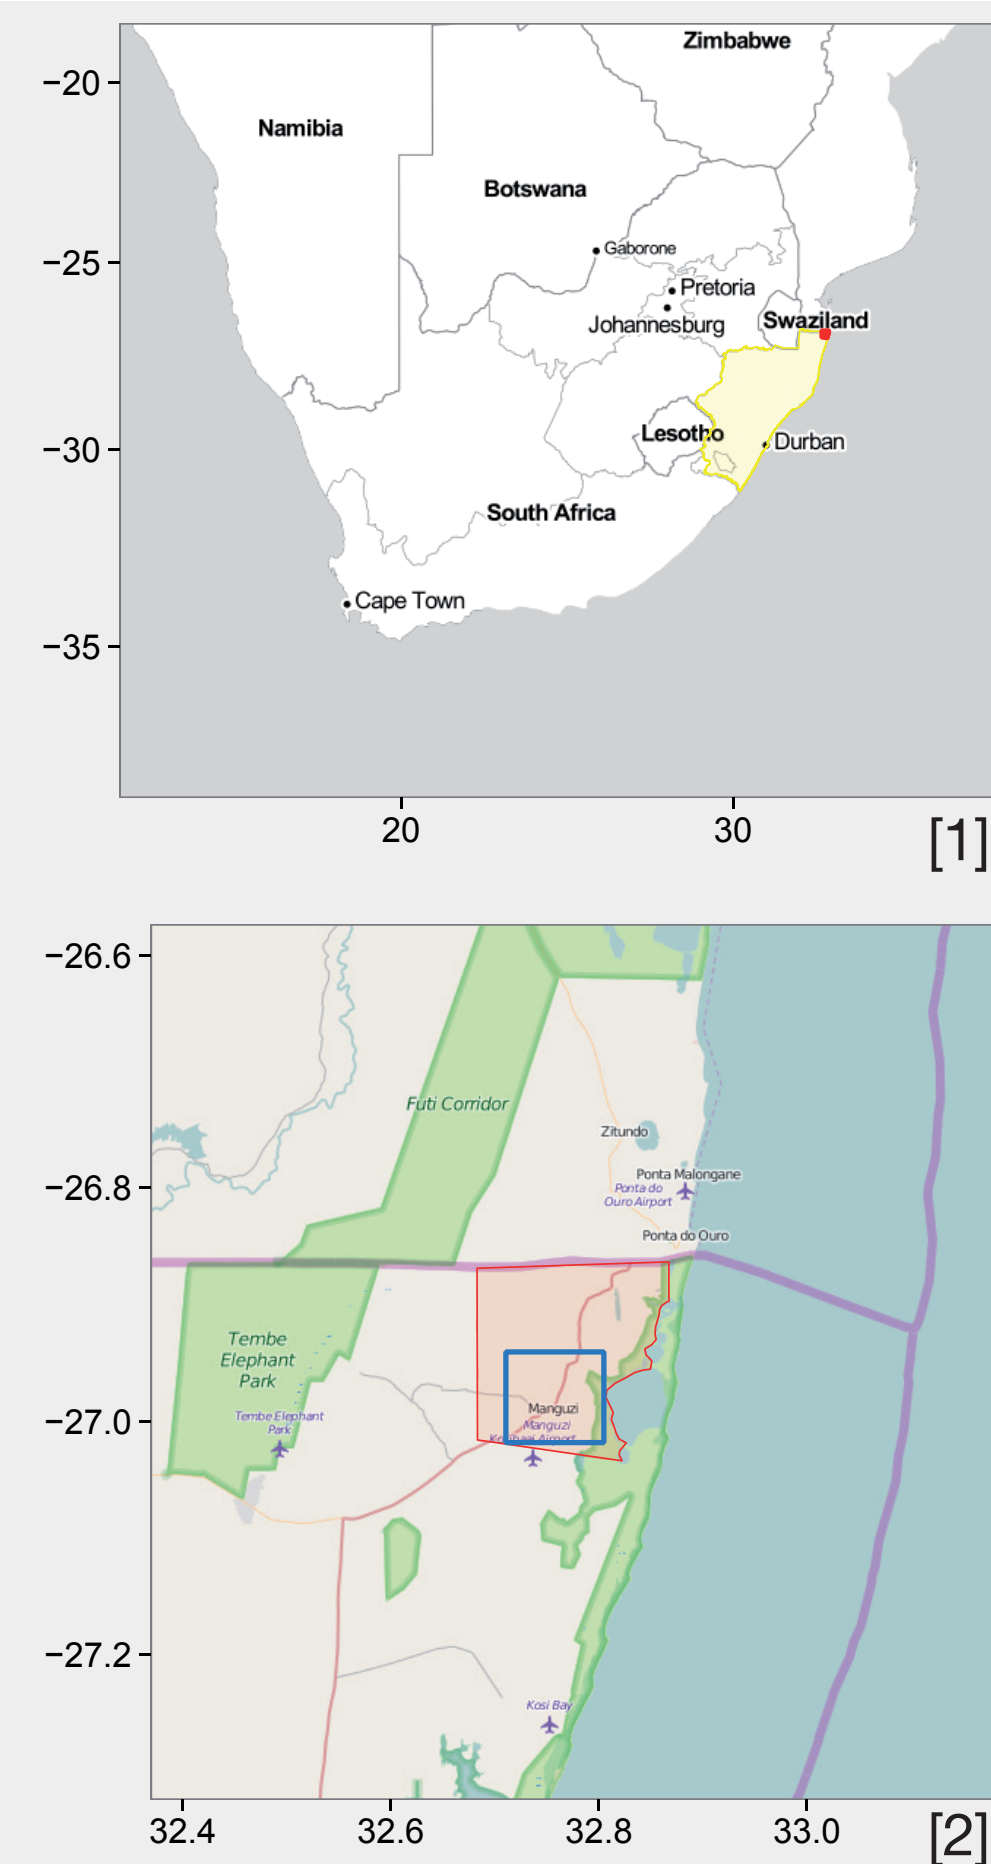 Zimbabwe
−20
Namibia
Botswana
Gaborone
−25
Pretoria
Johannesburg
Swaziland
Lesotho
Durban
−30
South Africa
Cape Town
−35
20
30
[1]
−26.6
Futi Corridor
Zitundo
Ponta Malongane
−26.8
Ponta do
Ouro Airport
Ponta do Ouro
Tembe
Elephant
Park
Manguzi
Tembe Elephant
Park
−27.0
Manguzi
Airport
−27.2
Kosi Bay
32.4
32.6
32.8
33.0
[2]